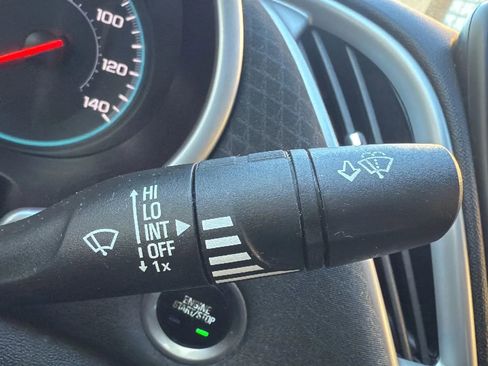 100
120
140
HI
LO
INT
OFF
1x
ENGINE
START/STOP